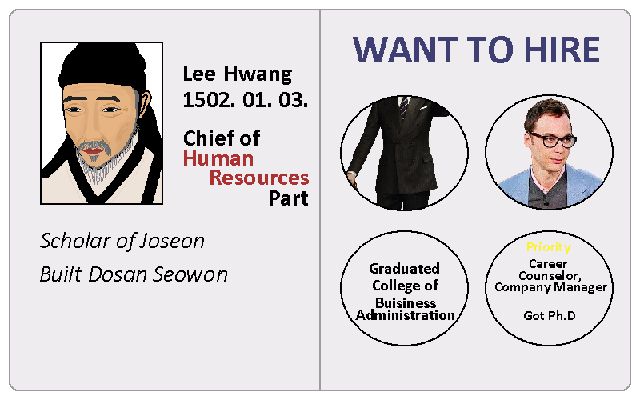 Lee Hwang
1502. 01. 03.
Chief of
Human
Resources
Part
Scholar of Joseon
Built Dosan Seowon
WANT TO HIRE
Graduated
College of
Buisiness
Administration
Priority
Career
Counselor,
Company Manager
Got Ph.D